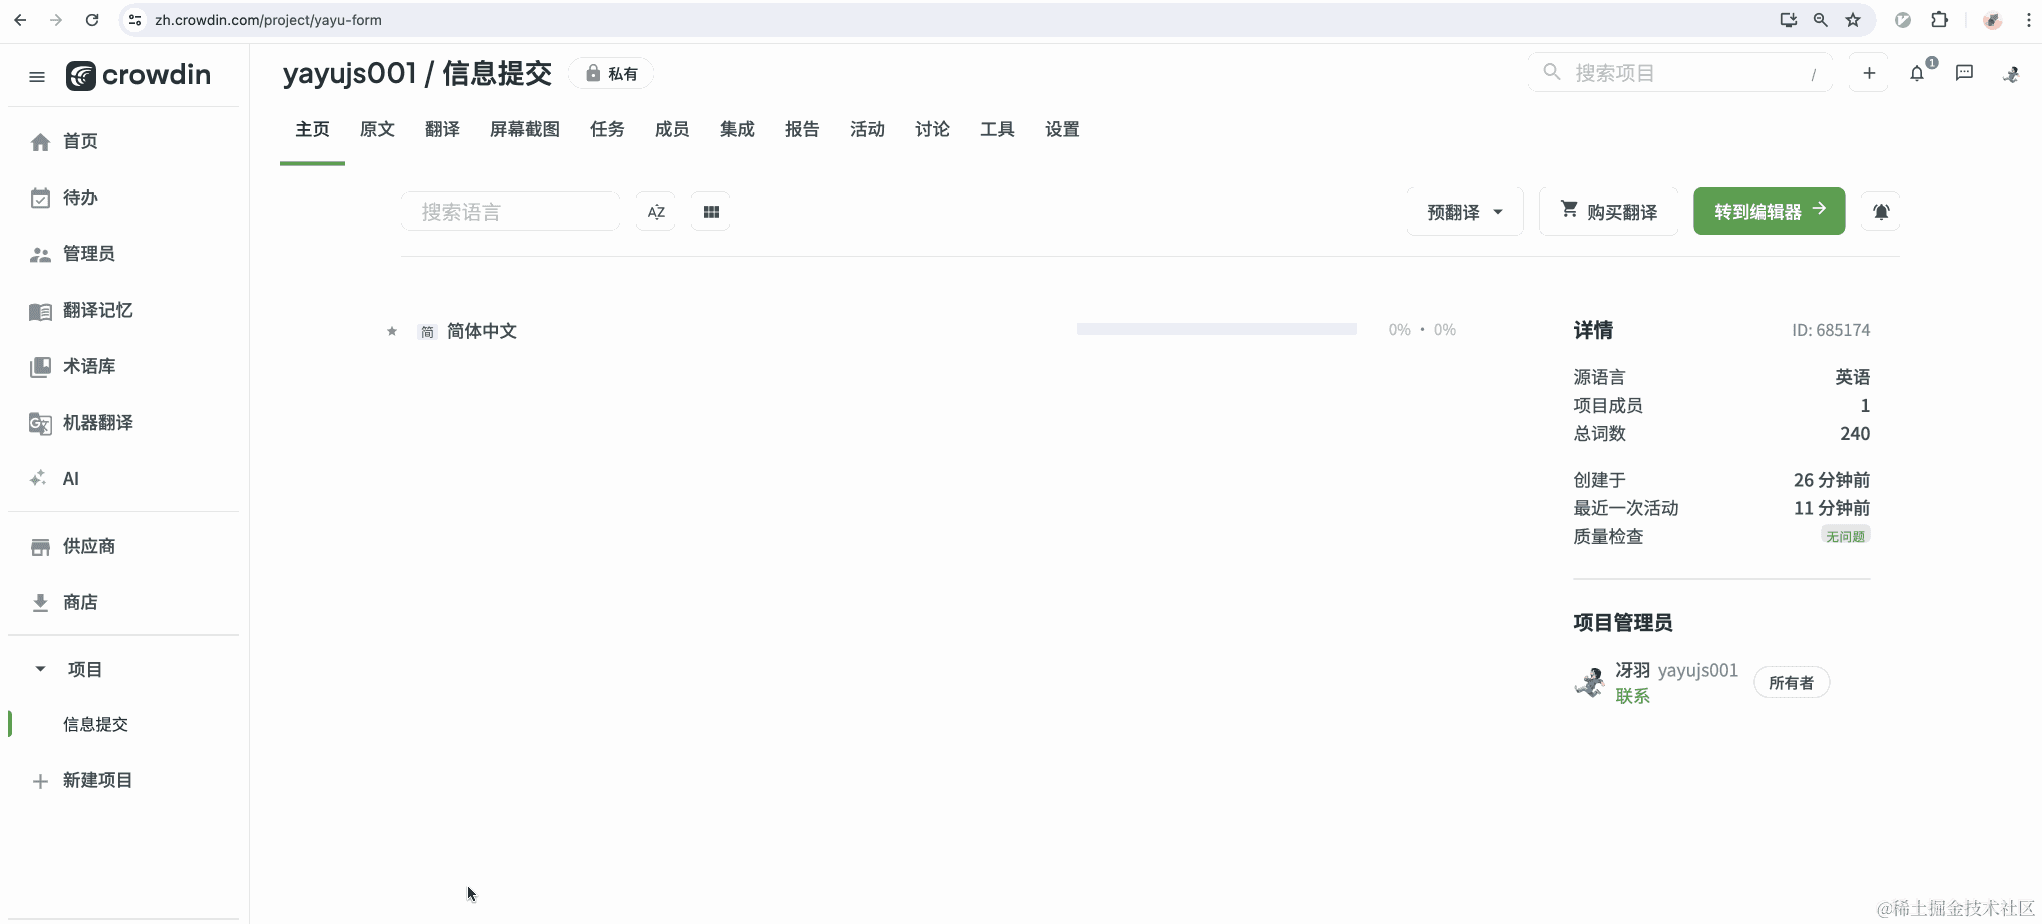 zh.crowdin.com/project/yayu-form
crowdin
yayujs001 / 信息提交
私有
搜索项目
/
1
首页
待办
管理员
翻译记忆
术语库
机器翻译
AI
供应商
商店
项目
信息提交
新建项目
主页
原文
翻译
屏幕截图
任务
成员
集成
报告
活动
讨论
工具
设置
搜索语言
AZ
预翻译
购买翻译
转到编辑器
简 简体中文
0% • 0%
详情 ID: 685174
源语言 英语
项目成员 1
总词数 240
创建于 26 分钟前
最近一次活动 11 分钟前
质量检查 无问题
项目管理员
冴羽 yayujs001
联系
所有者
@稀土掘金技术社区